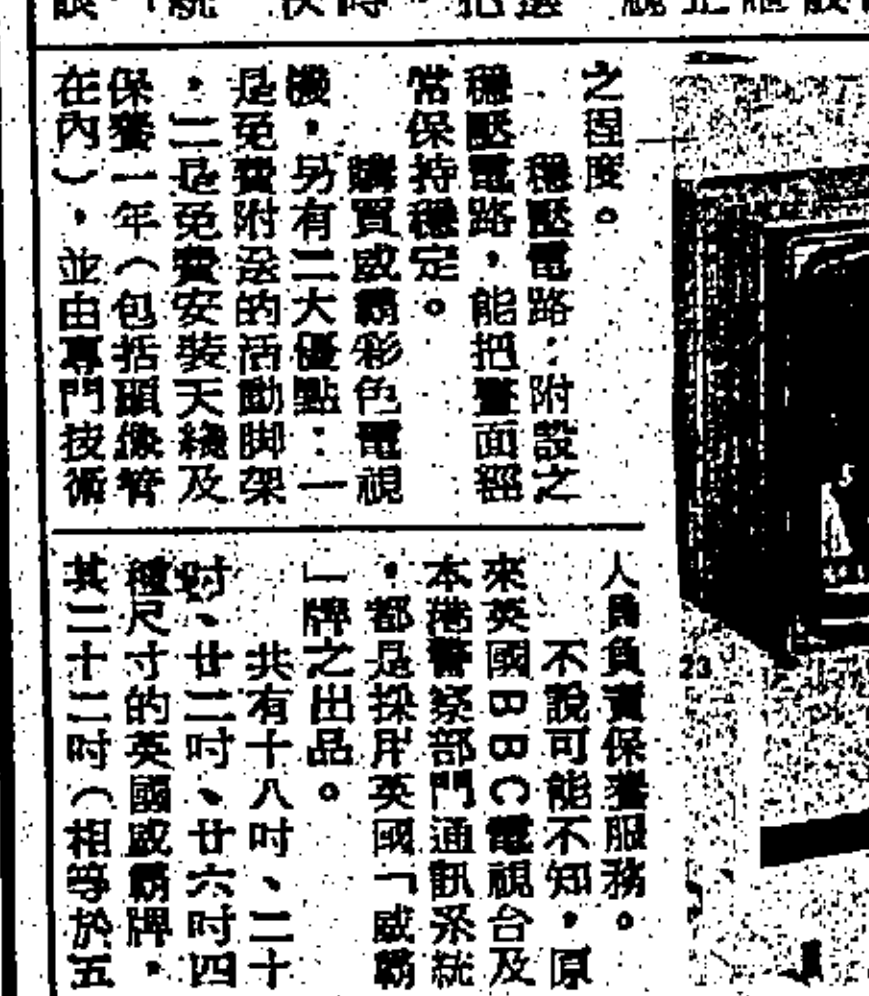 之程度。
穩壓電路：附設之
穩壓電路，能把畫面經
常保持穩定。
購買威霸彩色電視
機，另有二大優點：一
是免費附送的活動脚架
，二是免費安裝天綫及
保養一年（包括顯像管
在內），並由專門技術
人員負責保養服務。
不說可能不知，原
來英國BBC電視台及
本港警察部門通訊系統
，都是採用英國「威霸
」牌之出品。
共有十八吋、二十
吋、廿二吋、廿六吋四
種尺寸的英國威霸牌，
其二十二吋（相等於五
23